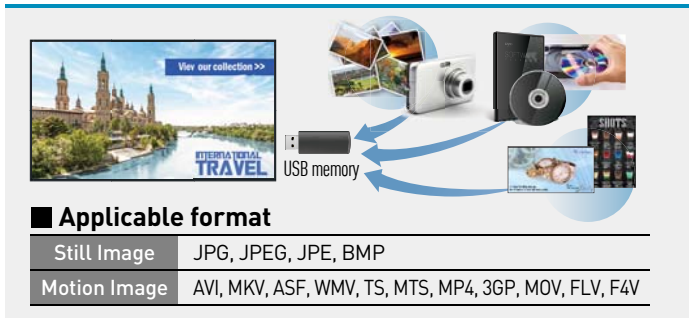 View our collection >>
INTERNATIONAL
TRAVEL
USB memory
SHOTS
■ Applicable format
Still Image JPG, JPEG, JPE, BMP
Motion Image AVI, MKV, ASF, WMV, TS, MTS, MP4, 3GP, MOV, FLV, F4V